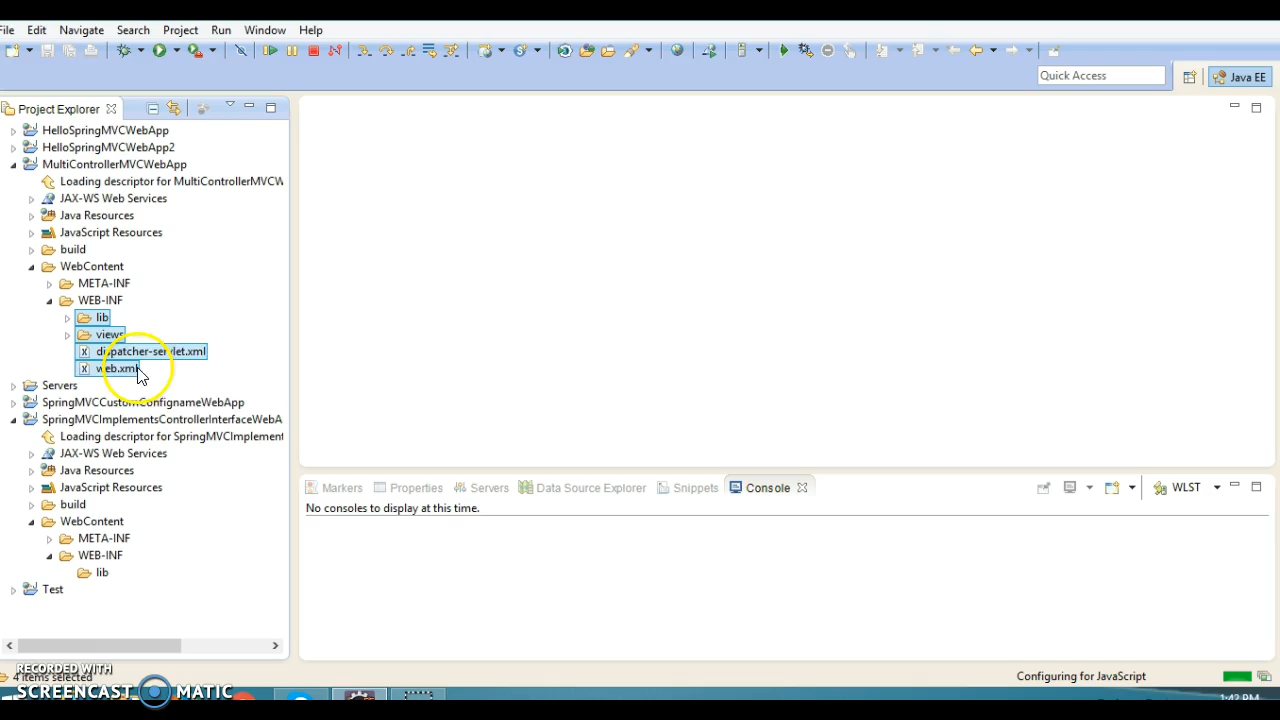 File Edit Navigate Search Project Run Window Help
Quick Access
Java EE
Project Explorer
HelloSpringMVCWebApp
HelloSpringMVCWebApp2
MultiControllerMVCWebApp
Loading descriptor for MultiControllerMVCW
JAX-WS Web Services
Java Resources
JavaScript Resources
build
WebContent
META-INF
WEB-INF
lib
views
dispatcher-servlet.xml
web.xml
Servers
SpringMVCCustomConfignameWebApp
SpringMVCImplementsControllerInterfaceWebA
Loading descriptor for SpringMVCImplement
JAX-WS Web Services
Java Resources
JavaScript Resources
build
WebContent
META-INF
WEB-INF
lib
Test
Markers Properties Servers Data Source Explorer Snippets Console WLST
No consoles to display at this time.
4 items selected
Configuring for JavaScript
RECORDED WITH
SCREENCAST MATIC
1:42 PM